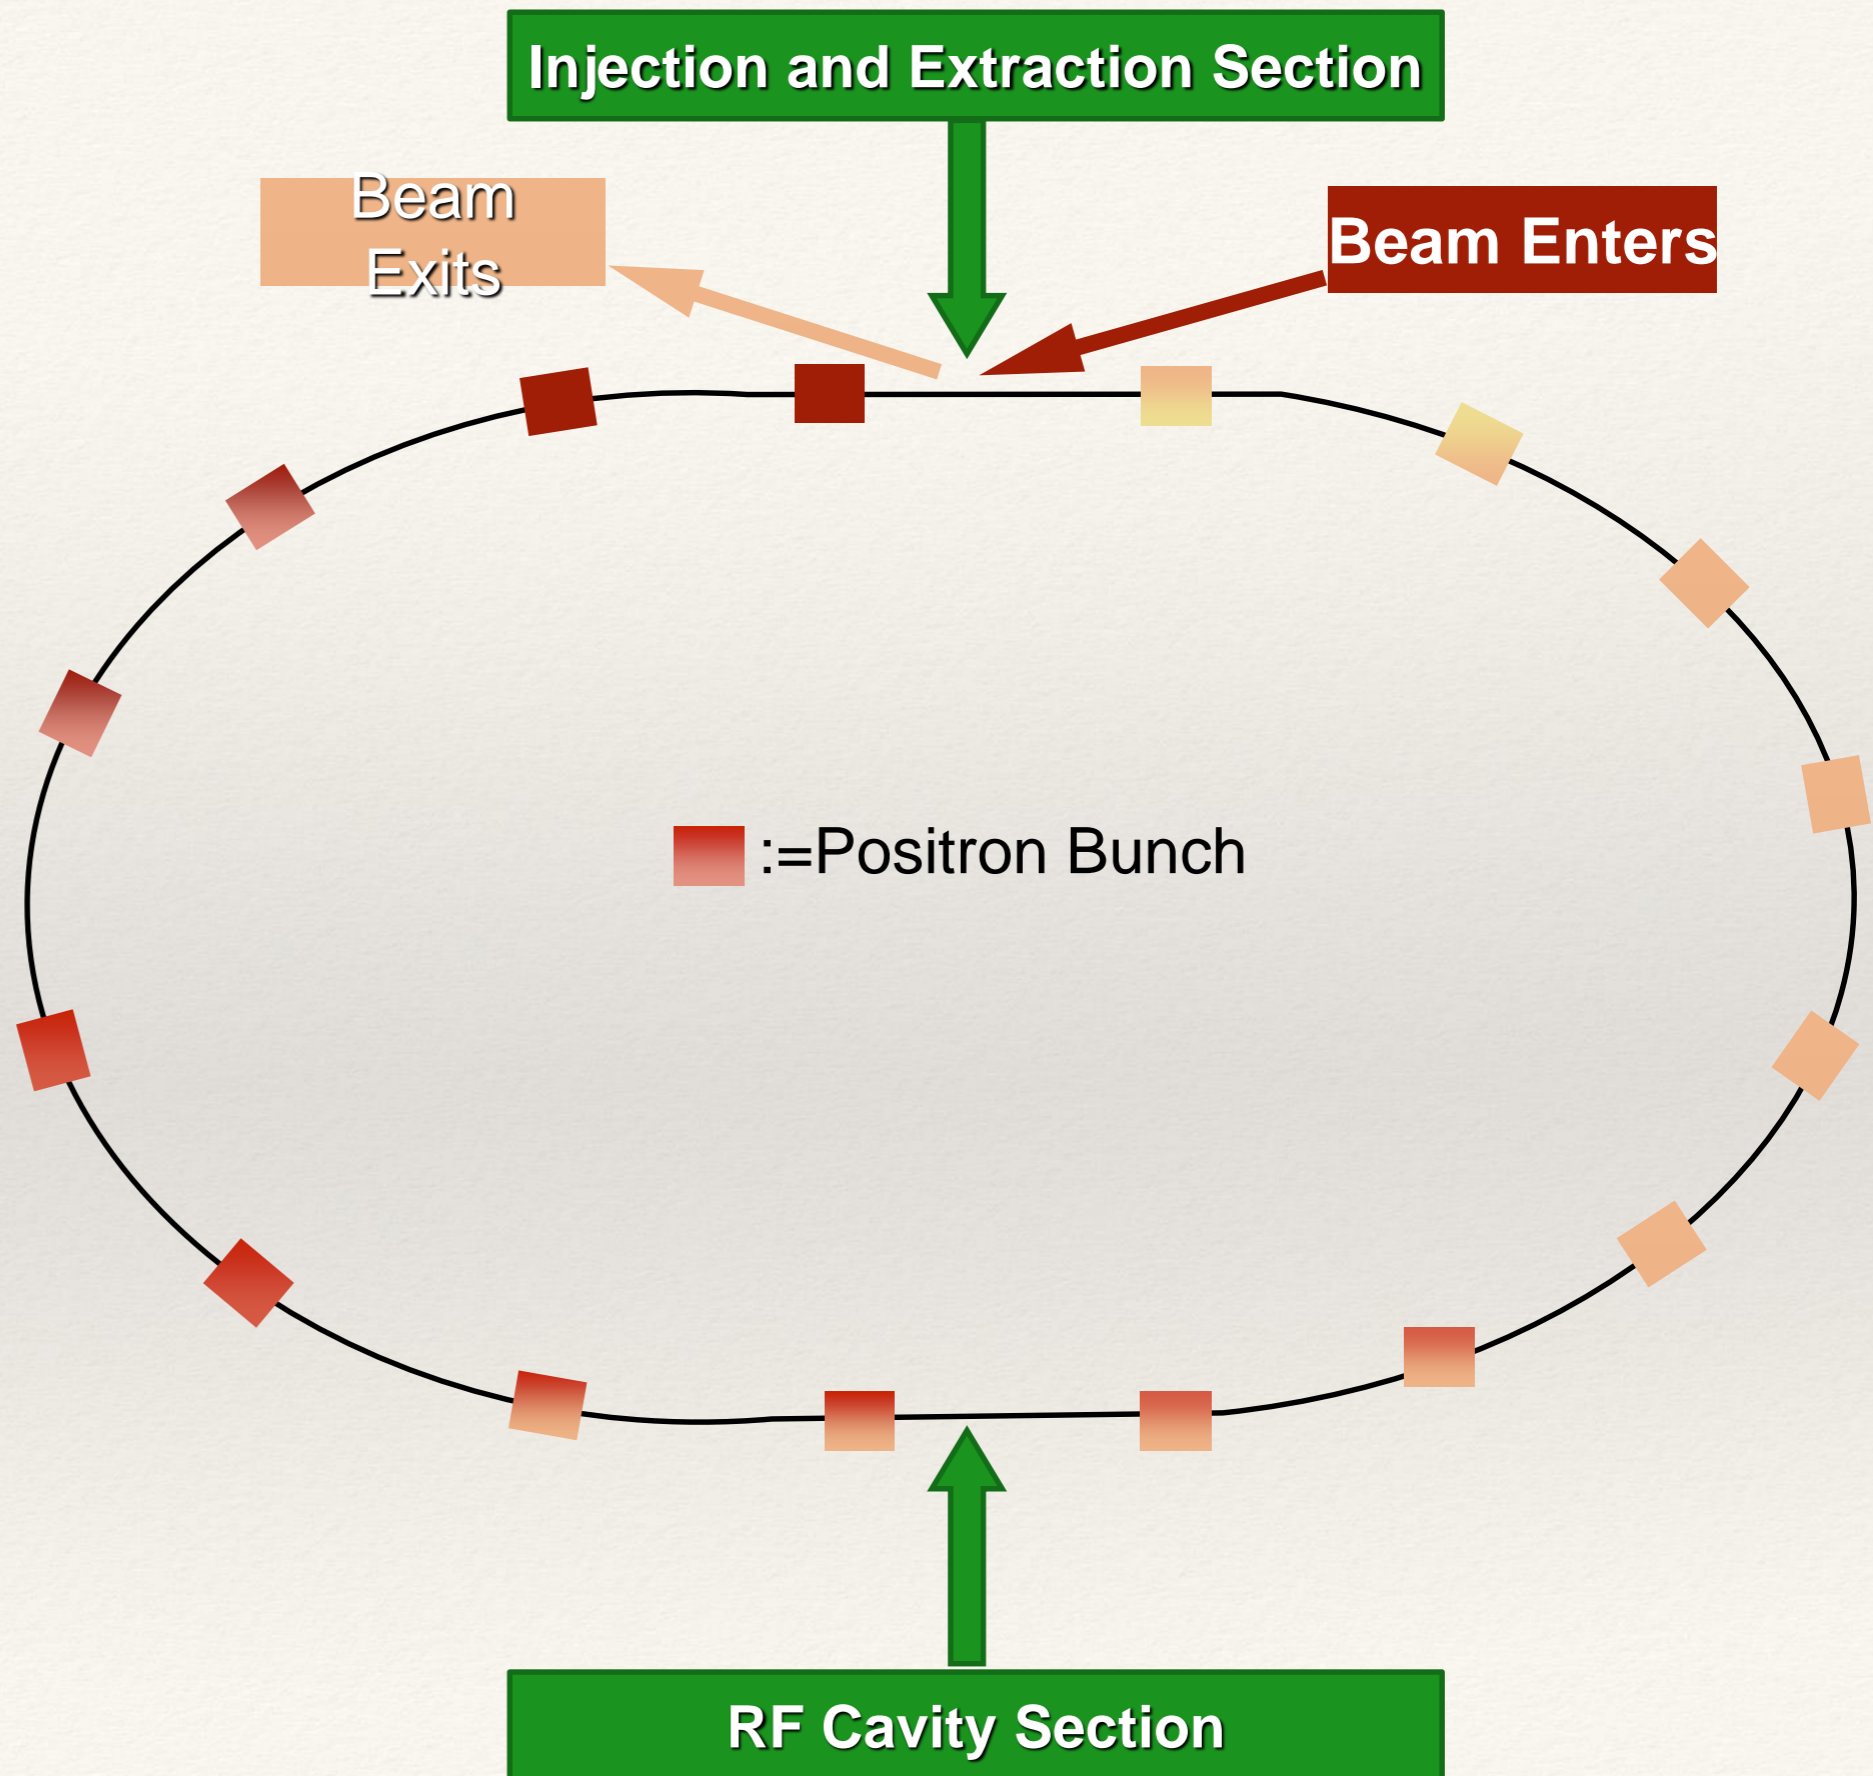 Injection and Extraction Section
Beam
Exits
Beam Enters
:=Positron Bunch
RF Cavity Section